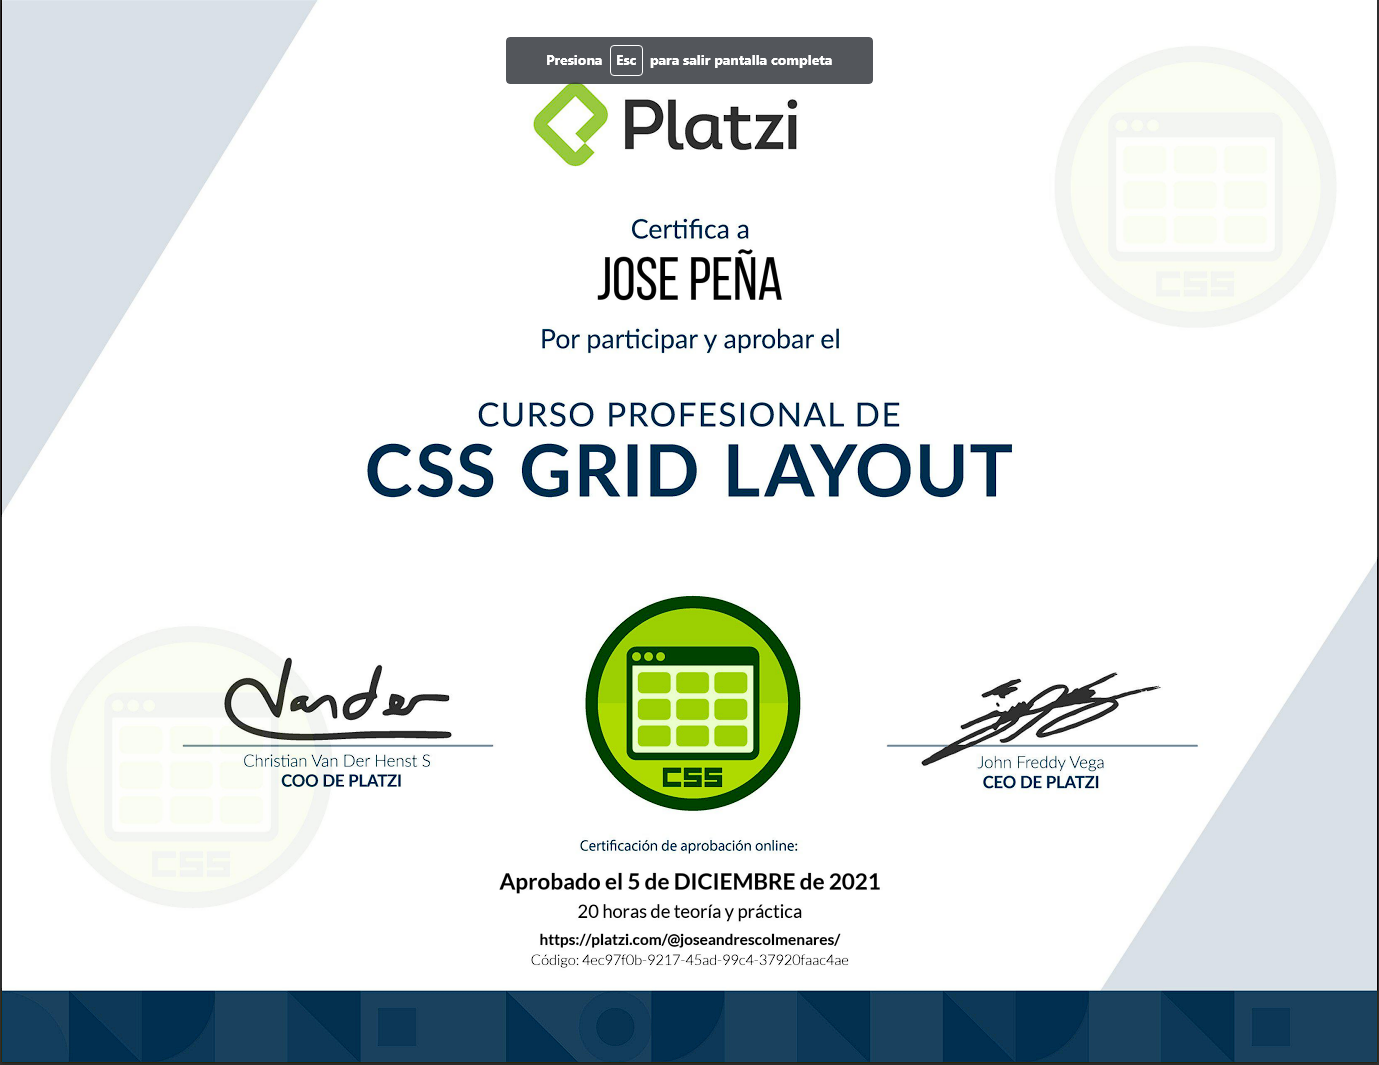 Presiona Esc para salir pantalla completa
Platzi
Certifica a
JOSE PEÑA
Por participar y aprobar el
CURSO PROFESIONAL DE
CSS GRID LAYOUT
CSS
Vander
Christian Van Der Henst S
COO DE PLATZI
CSS
John Freddy Vega
CEO DE PLATZI
CSS
Certificación de aprobación online:
Aprobado el 5 de DICIEMBRE de 2021
20 horas de teoría y práctica
https://platzi.com/@joseandrescolmenares/
Código: 4ec97f0b-9217-45ad-99c4-37920faac4ae